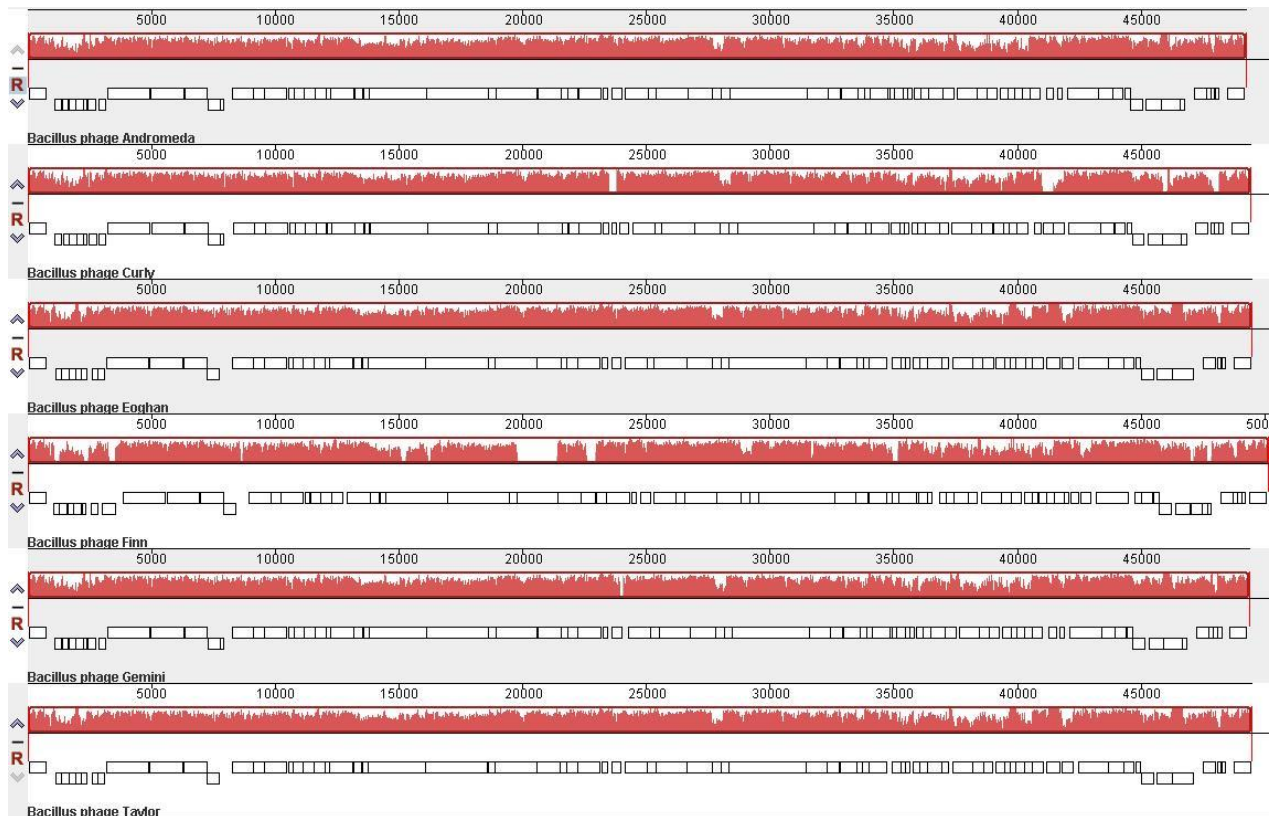 5000 10000 15000 20000 25000 30000 35000 40000 45000
R
Bacillus phage Andromeda
5000 10000 15000 20000 25000 30000 35000 40000 45000
R
Bacillus phage Curly
5000 10000 15000 20000 25000 30000 35000 40000 45000
R
Bacillus phage Eoghan
5000 10000 15000 20000 25000 30000 35000 40000 45000 500
R
Bacillus phage Finn
5000 10000 15000 20000 25000 30000 35000 40000 45000
R
Bacillus phage Gemini
5000 10000 15000 20000 25000 30000 35000 40000 45000
R
Bacillus phage Taylor